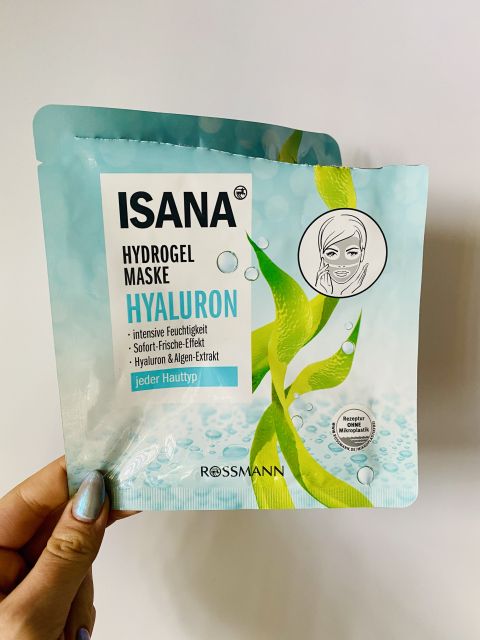 ISANA
HYDROGEL
MASKE
HYALURON
· intensive Feuchtigkeit
· Sofort-Frische-Effekt
· Hyaluron & Algen-Extrakt
jeder Hauttyp
Rezeptur
OHNE
Mikroplastik
ROSSMANN